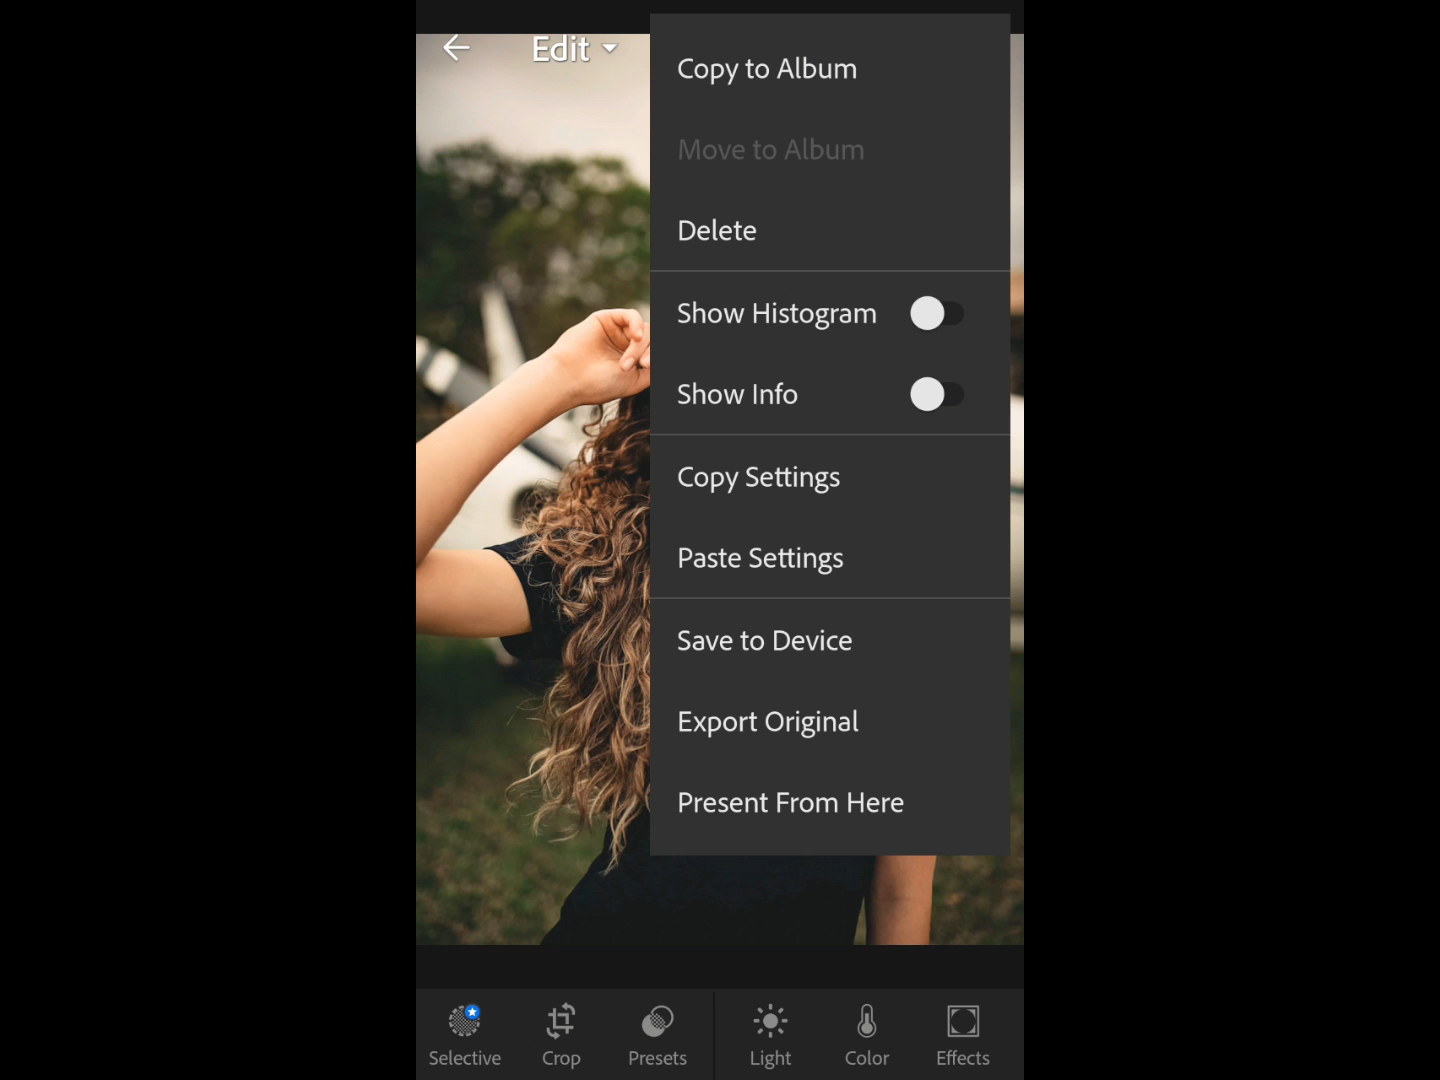 Edit
Copy to Album
Move to Album
Delete
Show Histogram
Show Info
Copy Settings
Paste Settings
Save to Device
Export Original
Present From Here
Selective
Crop
Presets
Light
Color
Effects